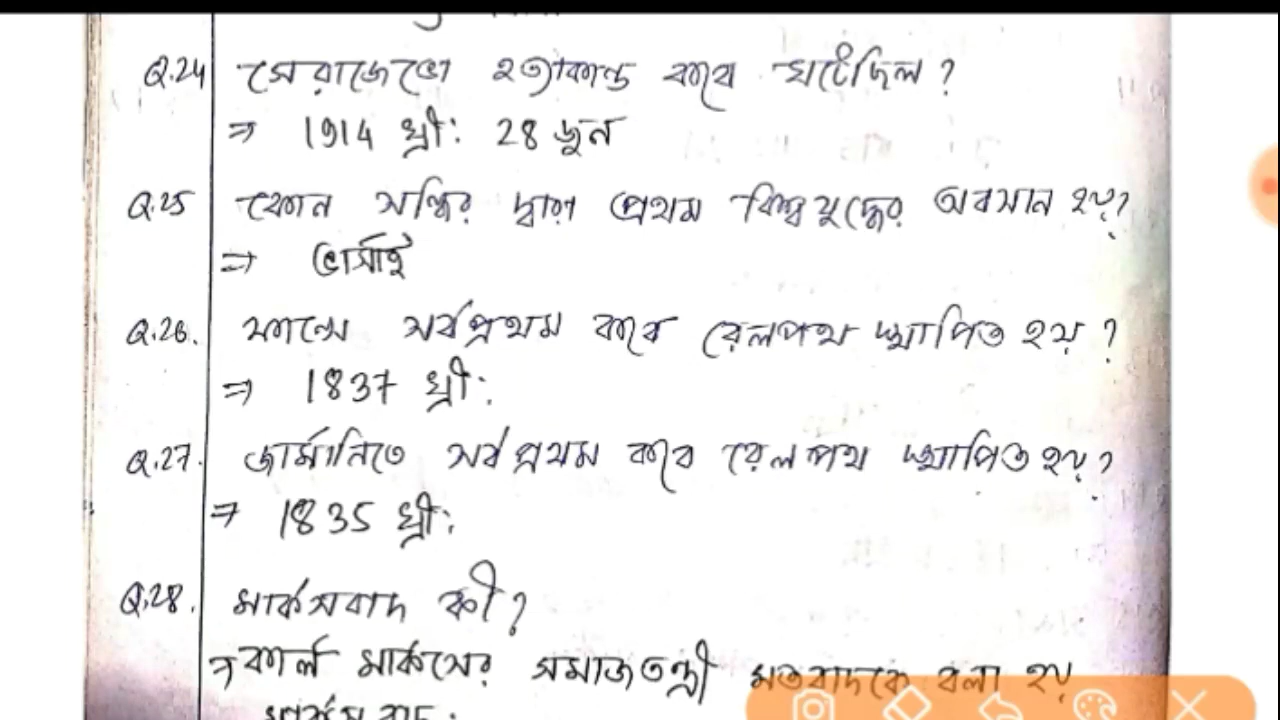 Q.24 সেরাজেভো হত্যাকান্ড কবে ঘটেছিল ?
⇒ 1914 খ্রী: 28 জুন
Q.25 কোন সন্ধির দ্বারা প্রথম বিশ্বযুদ্ধের অবসান হয়?
⇒ ভার্সাই
Q.26. ফ্রান্সে সর্বপ্রথম কবে রেলপথ স্থাপিত হয় ?
⇒ 1837 খ্রী:
Q.27. জার্মানিতে সর্বপ্রথম কবে রেলপথ স্থাপিত হয়?
⇒ 1835 খ্রী:
Q.28. মার্কসবাদ কী?
⇒ কার্ল মার্কসের সমাজতন্ত্রী মতবাদকে বলা হয়
মার্কসবাদ।